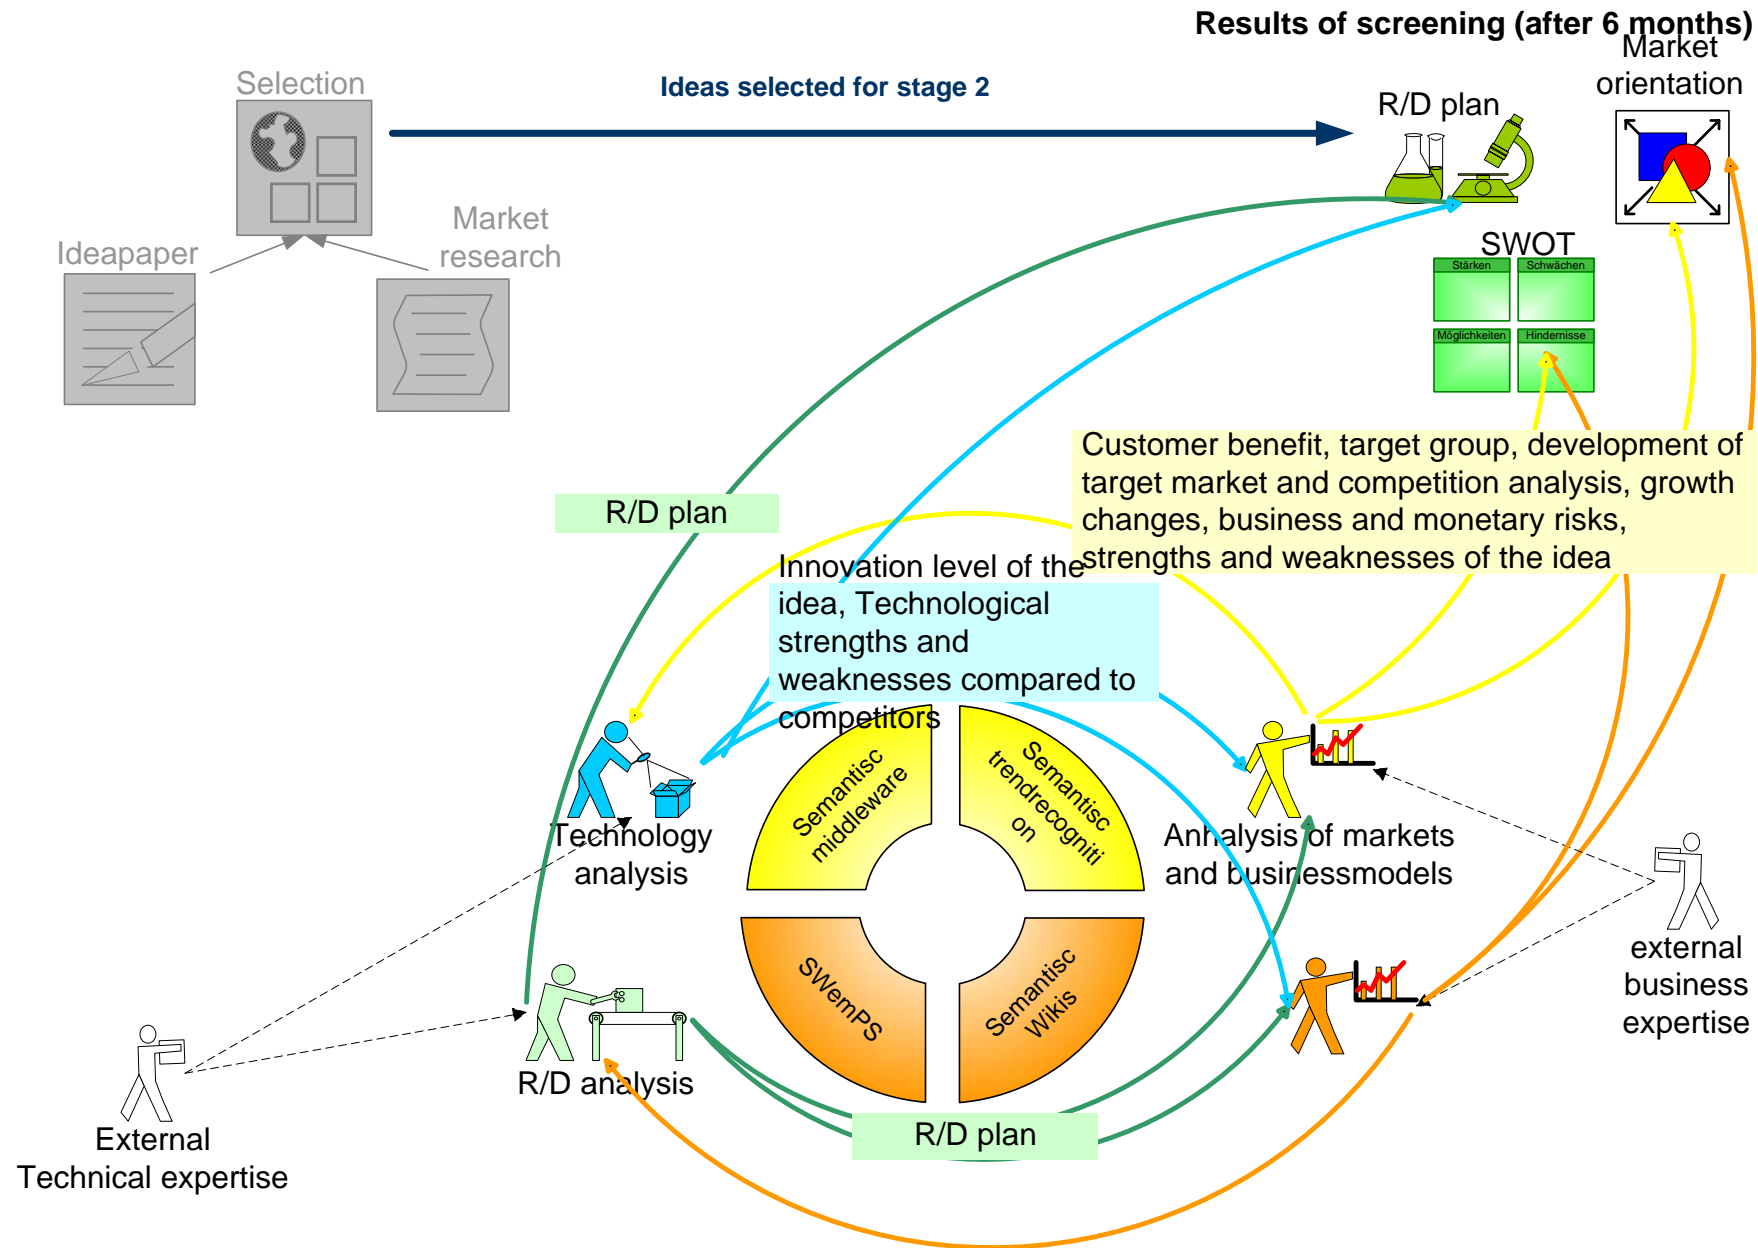 Results of screening (after 6 months)
Selection
Ideas selected for stage 2
R/D plan
Market
orientation
Ideapaper
Market
research
SWOT
Stärken
Schwächen
Möglichkeiten
Hindernisse
Customer benefit, target group, development of
target market and competition analysis, growth
changes, business and monetary risks,
strengths and weaknesses of the idea
R/D plan
Innovation level of the
idea, Technological
strengths and
weaknesses compared to
competitors
Semantisc
middleware
Semantisc
trendrecogniti
on
Technology
analysis
Anhalysis of markets
and businessmodels
SWemPS
Semantisc
Wikis
external
business
expertise
R/D analysis
R/D plan
External
Technical expertise